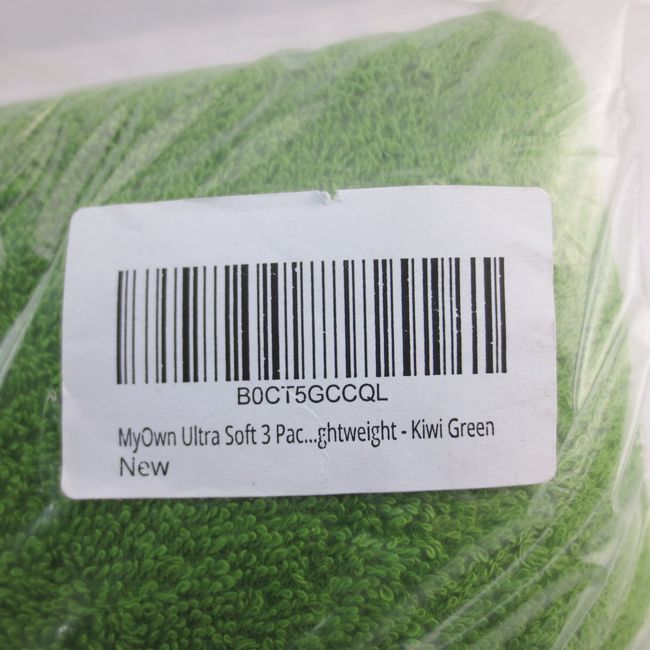 B0CT5GCCQL
MyOwn Ultra Soft 3 Pac...ghtweight - Kiwi Green
New